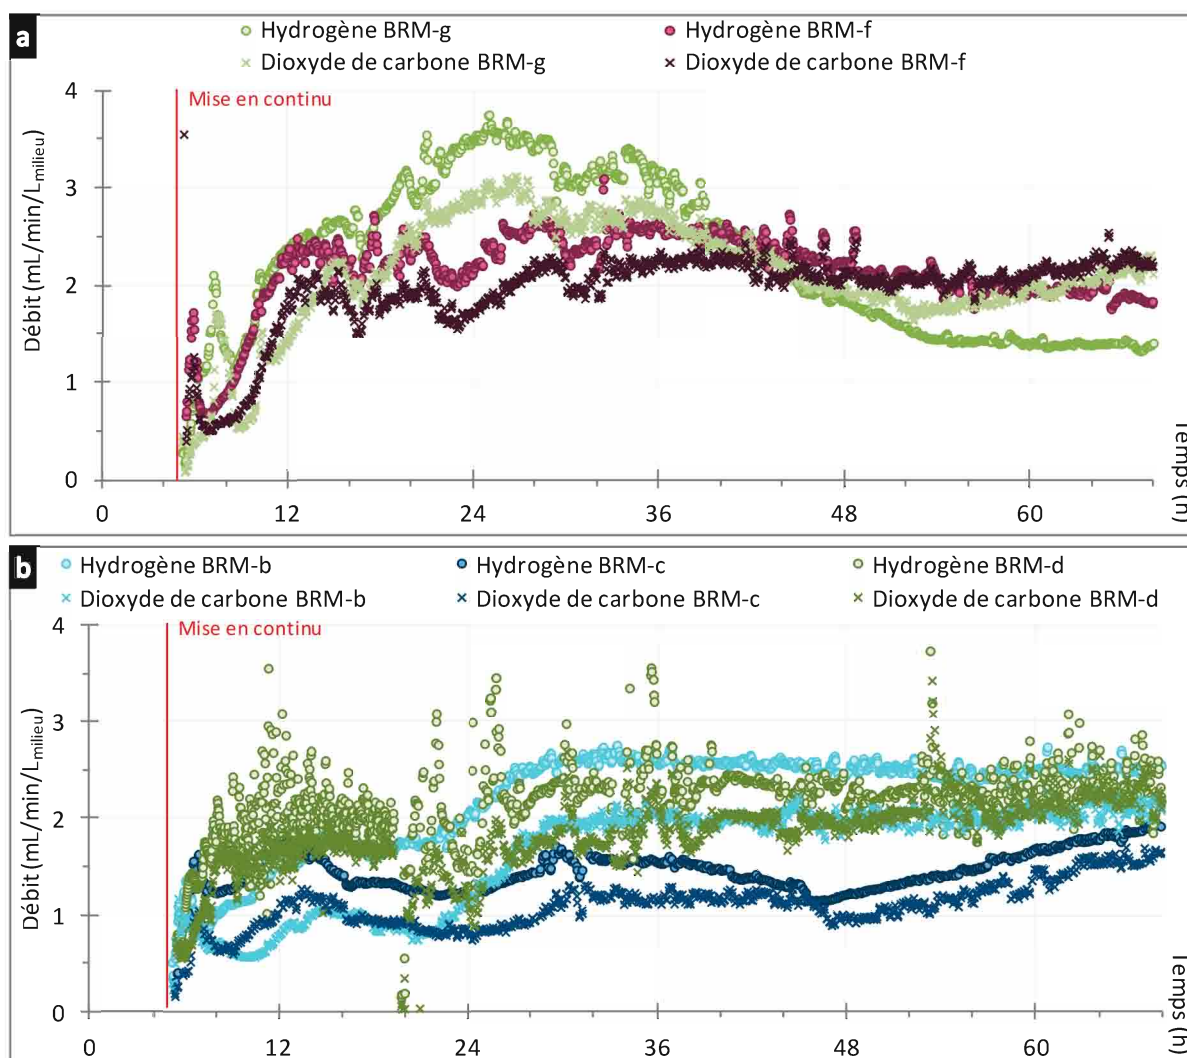 a
Hydrogène BRM-g
Hydrogène BRM-f
Dioxyde de carbone BRM-g
Dioxyde de carbone BRM-f
Mise en continu
Débit (mL/min/Lmilieu)
4
3
2
1
0
0 12 24 36 48 60
Temps (h)
b
Hydrogène BRM-b
Hydrogène BRM-c
Hydrogène BRM-d
Dioxyde de carbone BRM-b
Dioxyde de carbone BRM-c
Dioxyde de carbone BRM-d
Mise en continu
Débit (mL/min/Lmilieu)
4
3
2
1
0
0 12 24 36 48 60
Temps (h)